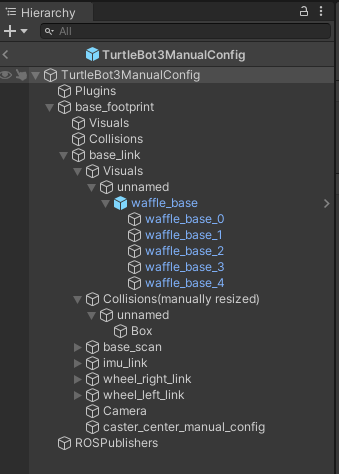 Hierarchy
All
TurtleBot3ManualConfig
TurtleBot3ManualConfig
Plugins
base_footprint
Visuals
Collisions
base_link
Visuals
unnamed
waffle_base
waffle_base_0
waffle_base_1
waffle_base_2
waffle_base_3
waffle_base_4
Collisions(manually resized)
unnamed
Box
base_scan
imu_link
wheel_right_link
wheel_left_link
Camera
caster_center_manual_config
ROSPublishers